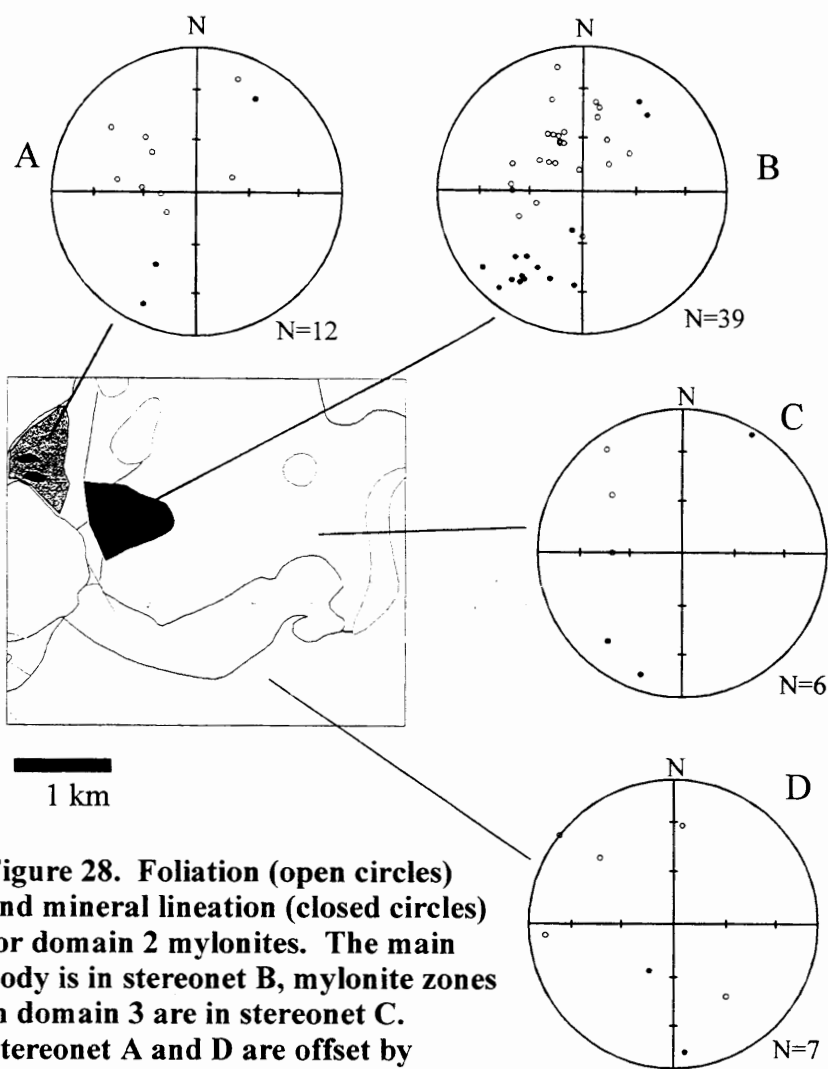 N
A
N=12
N
B
N=39
N
C
N=6
N
D
N=7
1 km
igure 28. Foliation (open circles)
nd mineral lineation (closed circles)
or domain 2 mylonites. The main
ody is in stereonet B, mylonite zones
n domain 3 are in stereonet C.
tereonet A and D are offset by